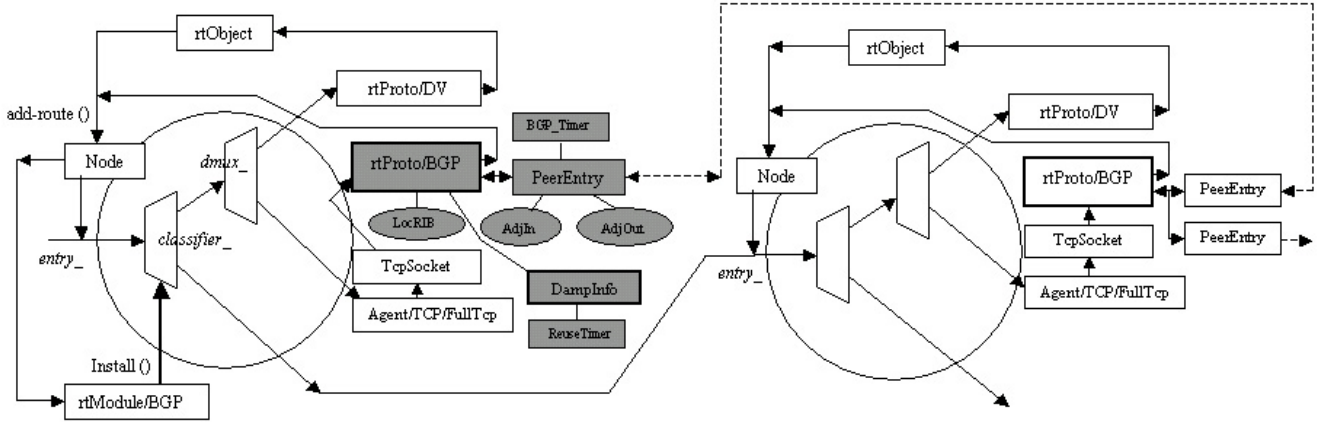 rtObject
rtProto/DV
add-route ()
Node
dmux_
rtProto/BGP
BGP_Timer
PeerEntry
LocRIB
AdjIn
AdjOut
classifier_
entry_
TcpSocket
DampInfo
Agent/TCP/FullTcp
ReuseTimer
Install ()
rtModule/BGP
rtObject
rtProto/DV
Node
rtProto/BGP
PeerEntry
TcpSocket
PeerEntry
entry_
Agent/TCP/FullTcp